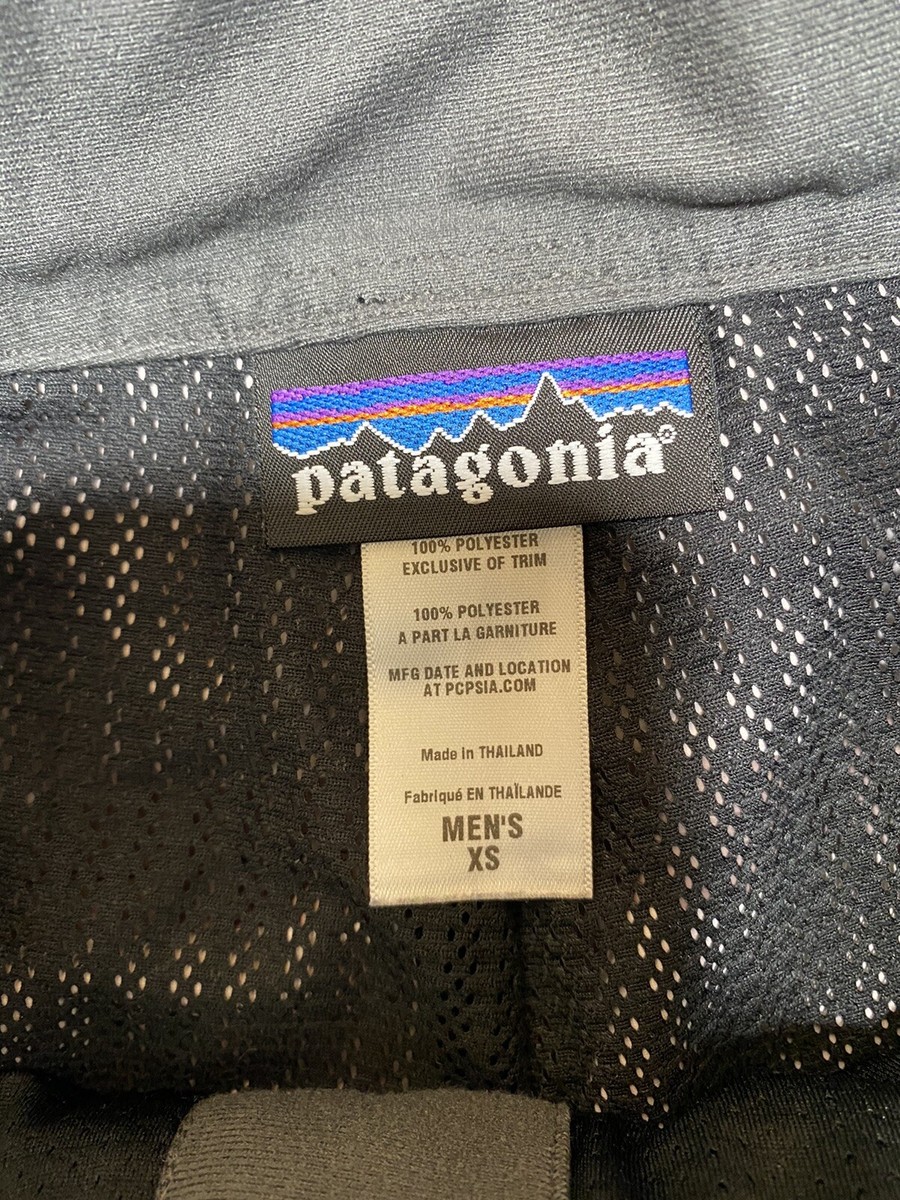 patagonia®
100% POLYESTER
EXCLUSIVE OF TRIM
100% POLYESTER
A PART LA GARNITURE
MFG DATE AND LOCATION
AT PCPSIA.COM
Made in THAILAND
Fabriqué EN THAÏLANDE
MEN'S
XS